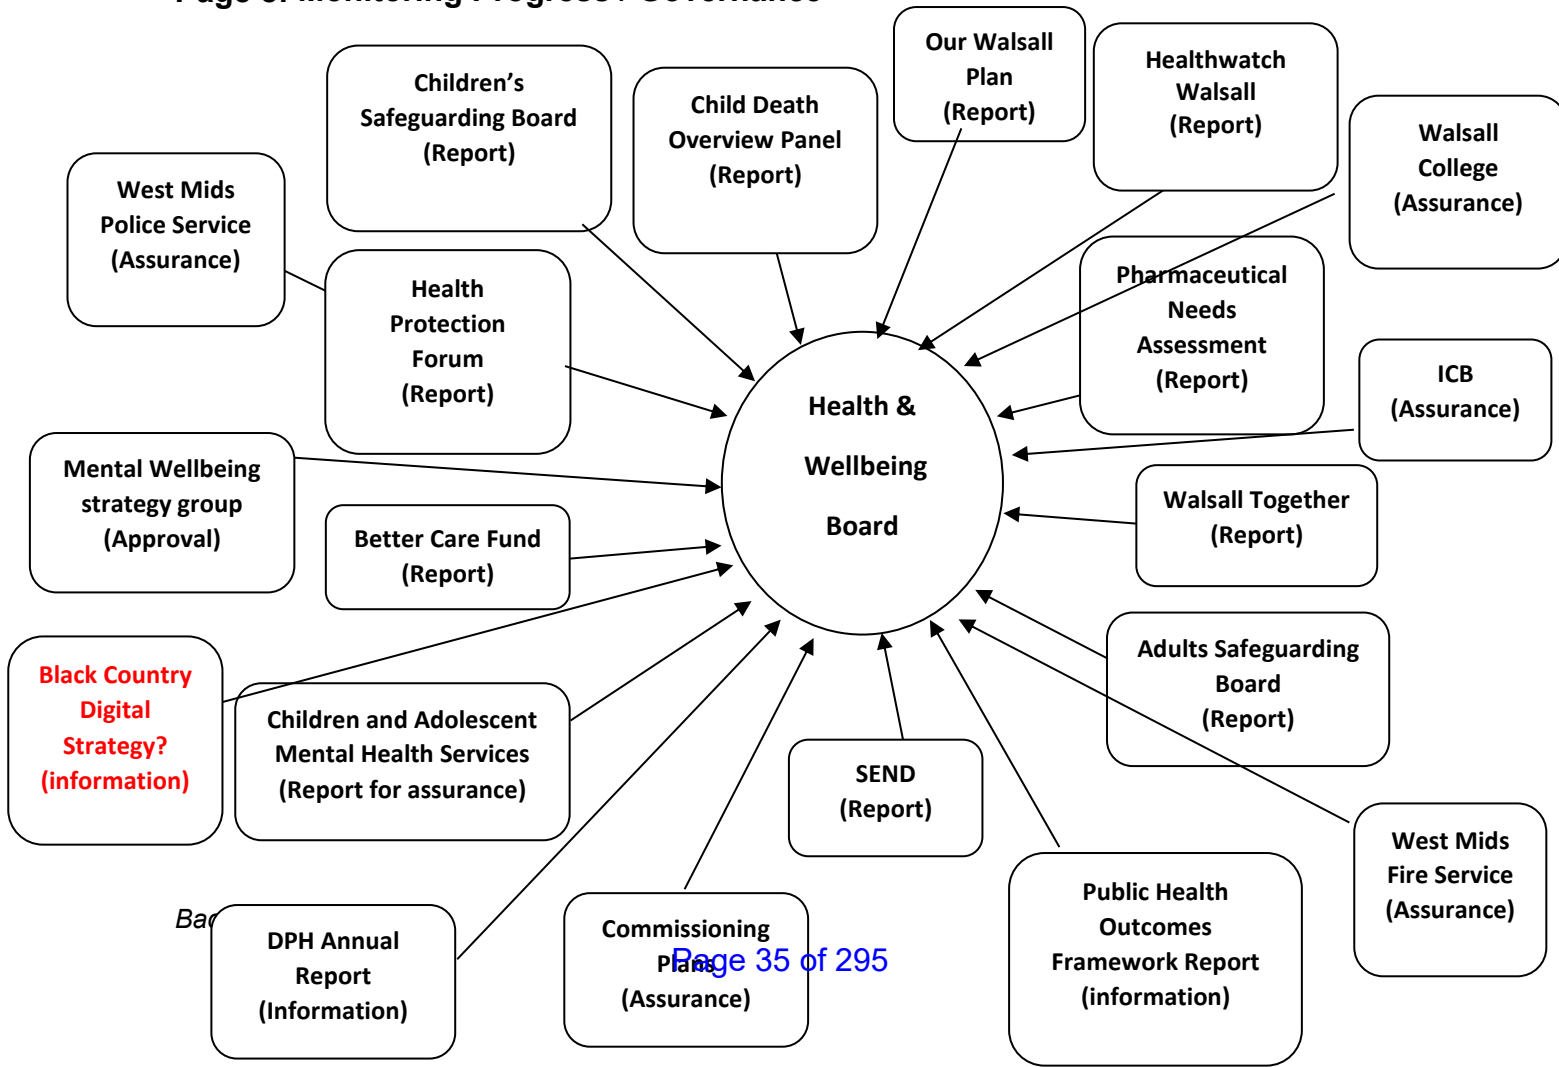 Our Walsall
Plan
(Report)
Healthwatch
Walsall
(Report)
Children's
Safeguarding Board
(Report)
Child Death
Overview Panel
(Report)
Walsall
College
(Assurance)
West Mids
Police Service
(Assurance)
Health
Protection
Forum
(Report)
Pharmaceutical
Needs
Assessment
(Report)
ICB
(Assurance)
Health &
Wellbeing
Board
Mental Wellbeing
strategy group
(Approval)
Better Care Fund
(Report)
Walsall Together
(Report)
Black Country
Digital
Strategy?
(information)
Children and Adolescent
Mental Health Services
(Report for assurance)
Adults Safeguarding
Board
(Report)
SEND
(Report)
West Mids
Fire Service
(Assurance)
DPH Annual
Report
(Information)
Commissioning
Plans
(Assurance)
Public Health
Outcomes
Framework Report
(information)
Page 35 of 295